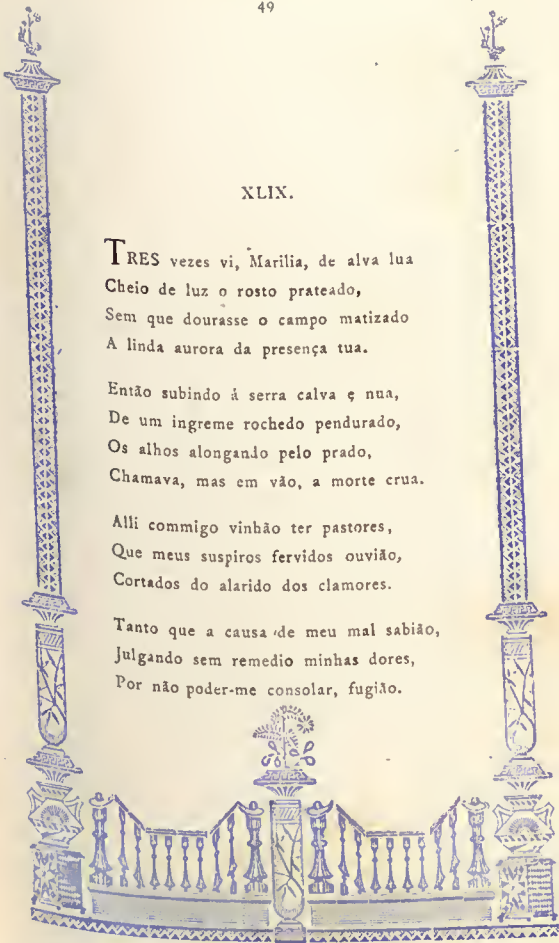 49
XLIX.
TRES vezes vi, Marilia, de alva lua
Cheio de luz o rosto prateado,
Sem que dourasse o campo matizado
A linda aurora da presença tua.
Então subindo á serra calva ę nua,
De um ingreme rochedo pendurado,
Os alhos alongando pelo prado,
Chamava, mas em vão, a morte crua.
Alli commigo vinhão ter pastores,
Que meus suspiros fervidos ouvião,
Cortados do alarido dos clamores.
Tanto que a causa de meu mal sabião,
Julgando sem remedio minhas dores,
Por não poder-me consolar, fugião.